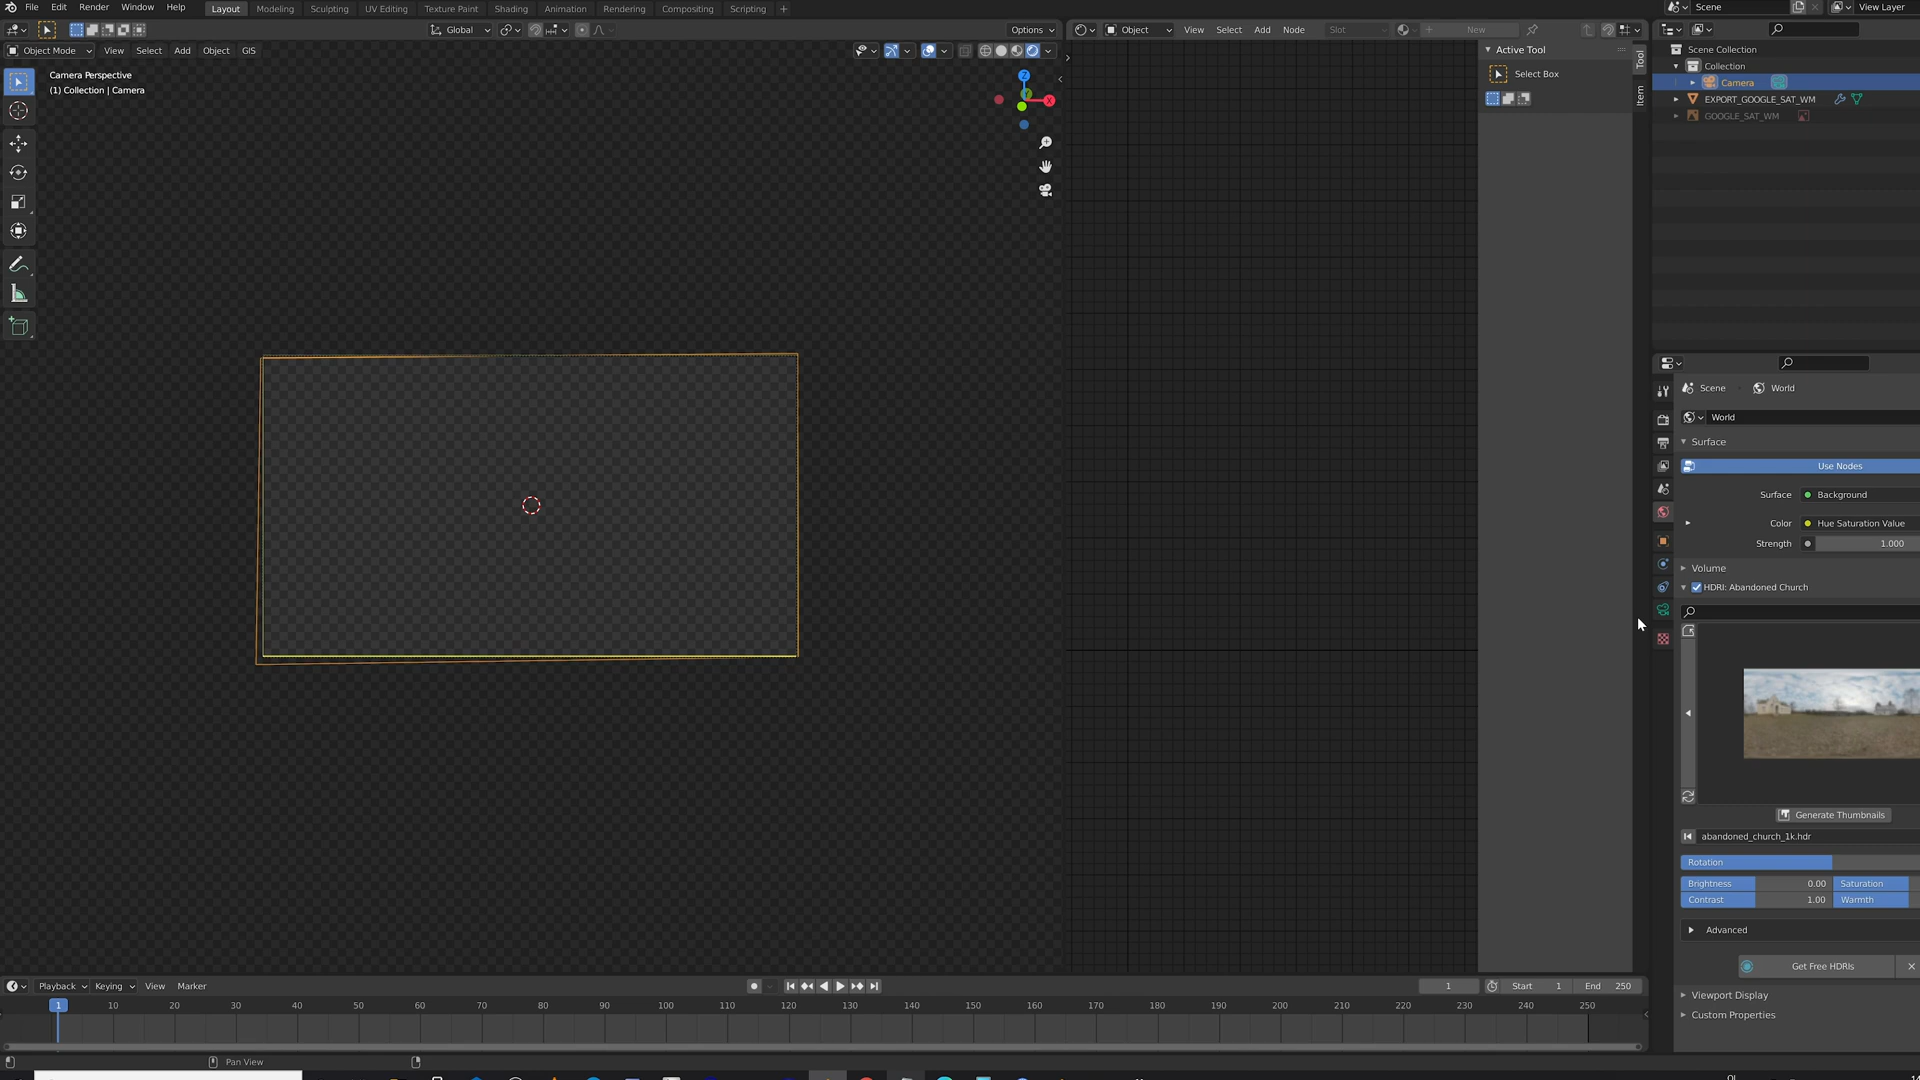 File Edit Render Window Help Layout Modeling Sculpting UV Editing Texture Paint Shading Animation Rendering Compositing Scripting + Scene View Layer
Global Options Object View Select Add Node Slot New
Object Mode View Select Add Object GIS
Camera Perspective
(1) Collection | Camera
Z
Y
X
Active Tool
Select Box
Tool
Item
Scene Collection
Collection
Camera
EXPORT_GOOGLE_SAT_WM
GOOGLE_SAT_WM
Scene World
World
Surface
Use Nodes
Surface Background
Color Hue Saturation Value
Strength 1.000
Volume
HDRI: Abandoned Church
Generate Thumbnails
abandoned_church_1k.hdr
Rotation
Brightness 0.00 Saturation
Contrast 1.00 Warmth
Advanced
Get Free HDRIs
Viewport Display
Custom Properties
Playback Keying View Marker 1 Start 1 End 250
1 10 20 30 40 50 60 70 80 90 100 110 120 130 140 150 160 170 180 190 200 210 220 230 240 250
Pan View